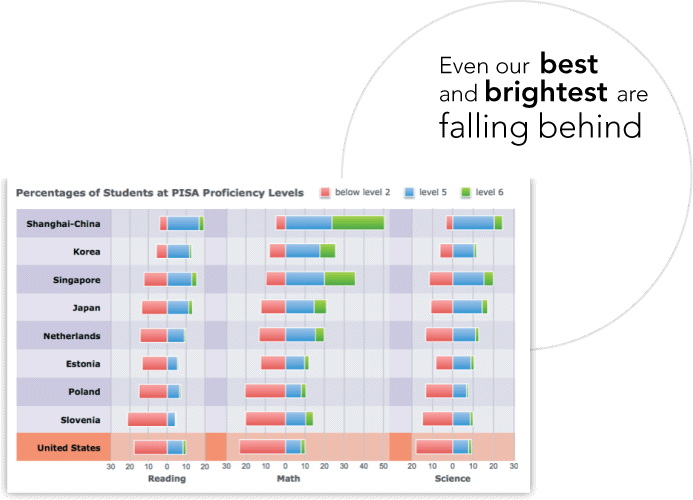 Even our best
and brightest are
falling behind
Percentages of Students at PISA Proficiency Levels
below level 2 level 5 level 6
Shanghai-China
Korea
Singapore
Japan
Netherlands
Estonia
Poland
Slovenia
United States
30 20 10 0 10 20 30 20 10 0 10 20 30 40 50 30 20 10 0 10 20 30
Reading Math Science